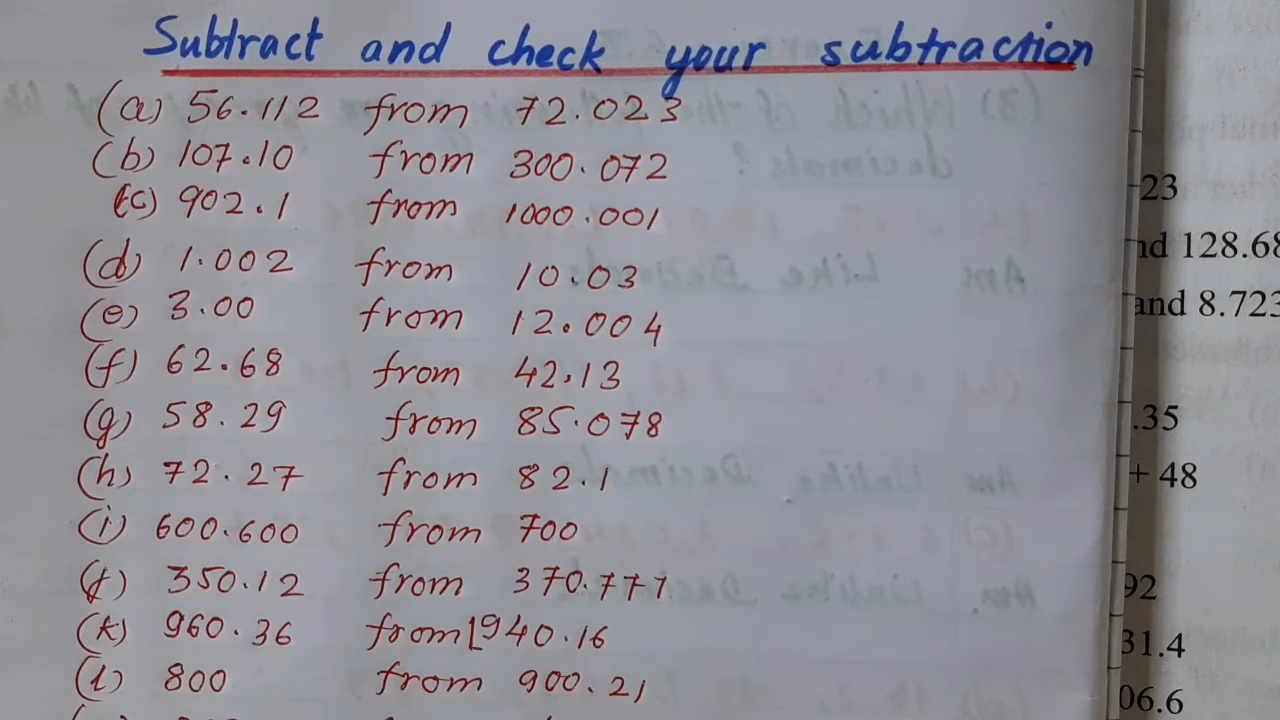 Subtract and check your subtraction
(a) 56.112 from 72.023
(b) 107.10 from 300.072
(c) 902.1 from 1000.001
(d) 1.002 from 10.03
(e) 3.00 from 12.004
(f) 62.68 from 42.13
(g) 58.29 from 85.078
(h) 72.27 from 82.1
(i) 600.600 from 700
(j) 350.12 from 370.777
(k) 960.36 from 1940.16
(l) 800 from 900.21
23
nd 128.68
and 8.723
.35
+ 48
92
31.4
06.6